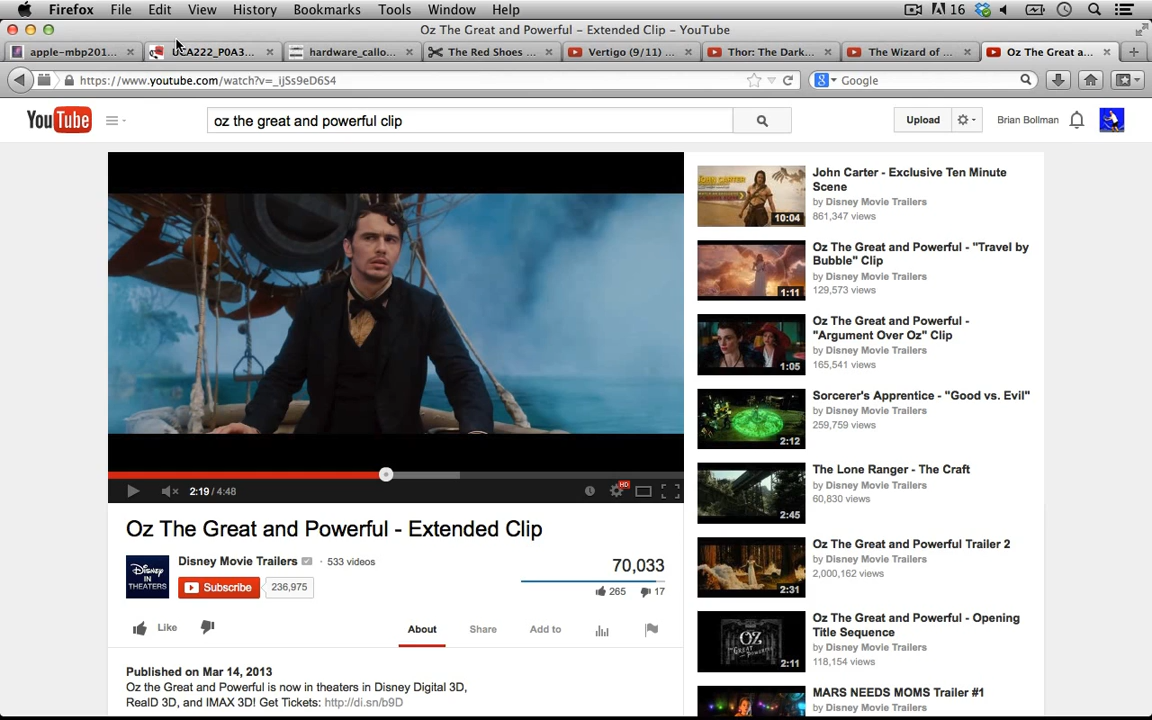 Firefox File Edit View History Bookmarks Tools Window Help 16
Oz The Great and Powerful - Extended Clip - YouTube
apple-mbp201... UCA222_P0A3... hardware_callo... The Red Shoes ... Vertigo (9/11) ... Thor: The Dark... The Wizard of ... Oz The Great a...
https://www.youtube.com/watch?v=_ijSs9eD6S4
Google
YouTube
oz the great and powerful clip
Upload
Brian Bollman
2:19 / 4:48
HD
Oz The Great and Powerful - Extended Clip
Disney IN THEATERS
Disney Movie Trailers · 533 videos
Subscribe 236,975
70,033
265 17
Like
About Share Add to
Published on Mar 14, 2013
Oz the Great and Powerful is now in theaters in Disney Digital 3D,
RealD 3D, and IMAX 3D! Get Tickets: http://di.sn/b9D
10:04
John Carter - Exclusive Ten Minute
Scene
by Disney Movie Trailers
861,347 views
1:11
Oz The Great and Powerful - "Travel by
Bubble" Clip
by Disney Movie Trailers
129,573 views
1:05
Oz The Great and Powerful -
"Argument Over Oz" Clip
by Disney Movie Trailers
165,541 views
2:12
Sorcerer's Apprentice - "Good vs. Evil"
by Disney Movie Trailers
259,759 views
2:45
The Lone Ranger - The Craft
by Disney Movie Trailers
60,830 views
2:31
Oz The Great and Powerful Trailer 2
by Disney Movie Trailers
2,000,162 views
OZ
2:11
Oz The Great and Powerful - Opening
Title Sequence
by Disney Movie Trailers
118,154 views
MARS NEEDS MOMS Trailer #1
by Disney Movie Trailers